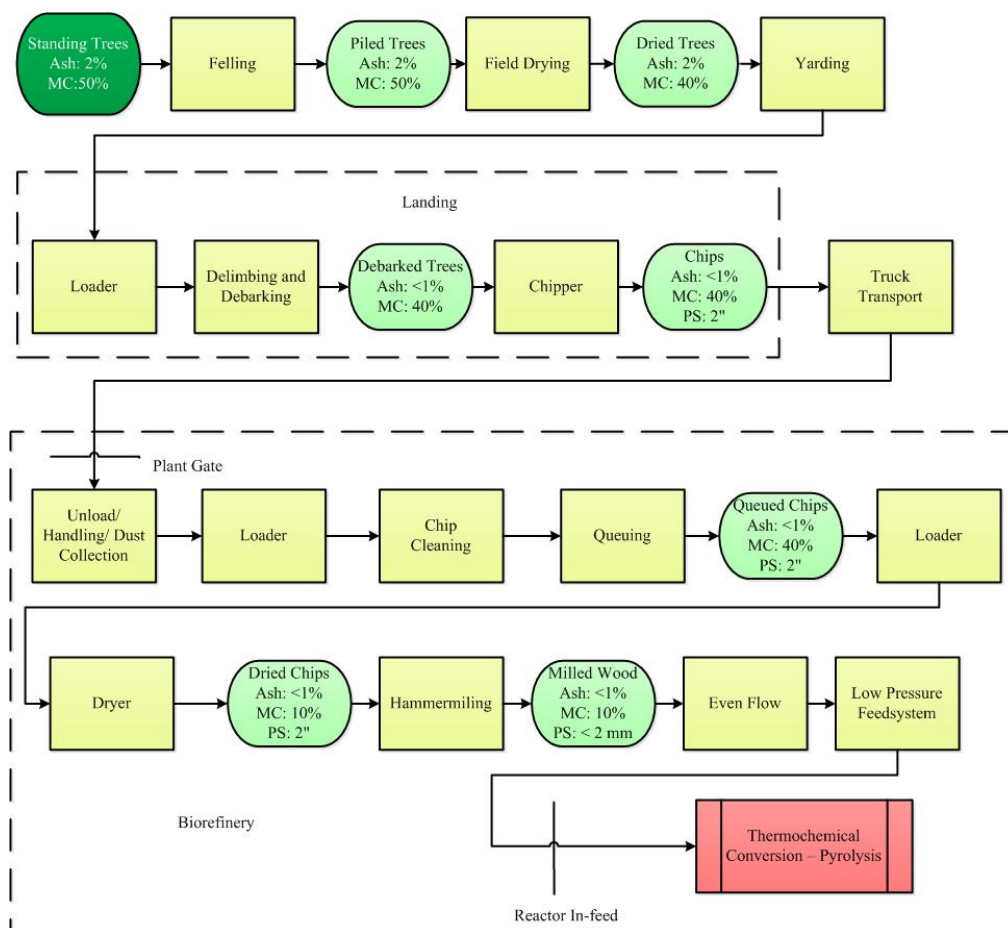 Standing Trees
Ash: 2%
MC:50%
Felling
Piled Trees
Ash: 2%
MC: 50%
Field Drying
Dried Trees
Ash: 2%
MC: 40%
Yarding
Landing
Loader
Delimbing and
Debarking
Debarked Trees
Ash: <1%
MC: 40%
Chipper
Chips
Ash: <1%
MC: 40%
PS: 2"
Truck
Transport
Plant Gate
Unload/
Handling/ Dust
Collection
Loader
Chip
Cleaning
Queuing
Queued Chips
Ash: <1%
MC: 40%
PS: 2"
Loader
Dryer
Dried Chips
Ash: <1%
MC: 10%
PS: 2"
Hammermiling
Milled Wood
Ash: <1%
MC: 10%
PS: < 2 mm
Even Flow
Low Pressure
Feedsystem
Biorefinery
Thermochemical
Conversion – Pyrolysis
Reactor In-feed